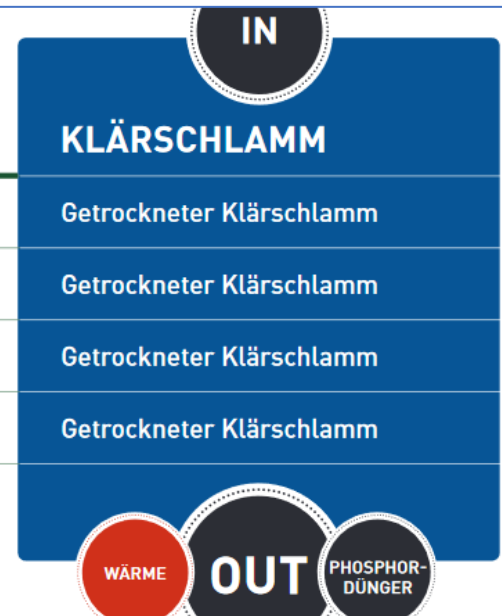 IN
KLÄRSCHLAMM
Getrockneter Klärschlamm
Getrockneter Klärschlamm
Getrockneter Klärschlamm
Getrockneter Klärschlamm
WÄRME
OUT
PHOSPHOR-
DÜNGER